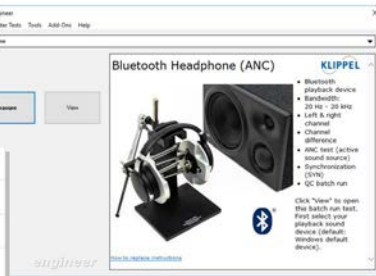 Tools Add-Ons Help
View
Bluetooth Headphone (ANC)
KLIPPEL
• Bluetooth
playback device
• Bandwidth:
20 Hz - 20 kHz
• Left & right
channel
• Channel
difference
• ANC test (active
sound source)
• Synchronization
(SYN)
• QC batch run
Click "View" to open
this batch run test.
First select your
playback sound
device (default:
Windows default
device).
how to replace instructions
engineer